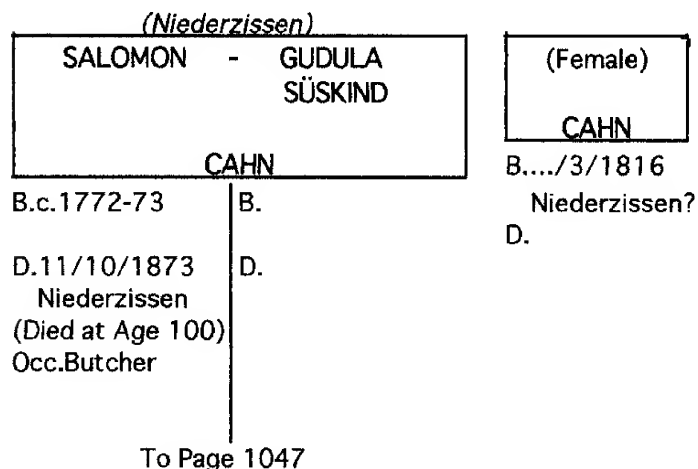 (Niederzissen)
SALOMON - GUDULA
SÜSKIND
CAHN
B.c.1772-73 B.
D.11/10/1873 D.
Niederzissen
(Died at Age 100)
Occ.Butcher
To Page 1047
(Female)
CAHN
B..../3/1816
Niederzissen?
D.